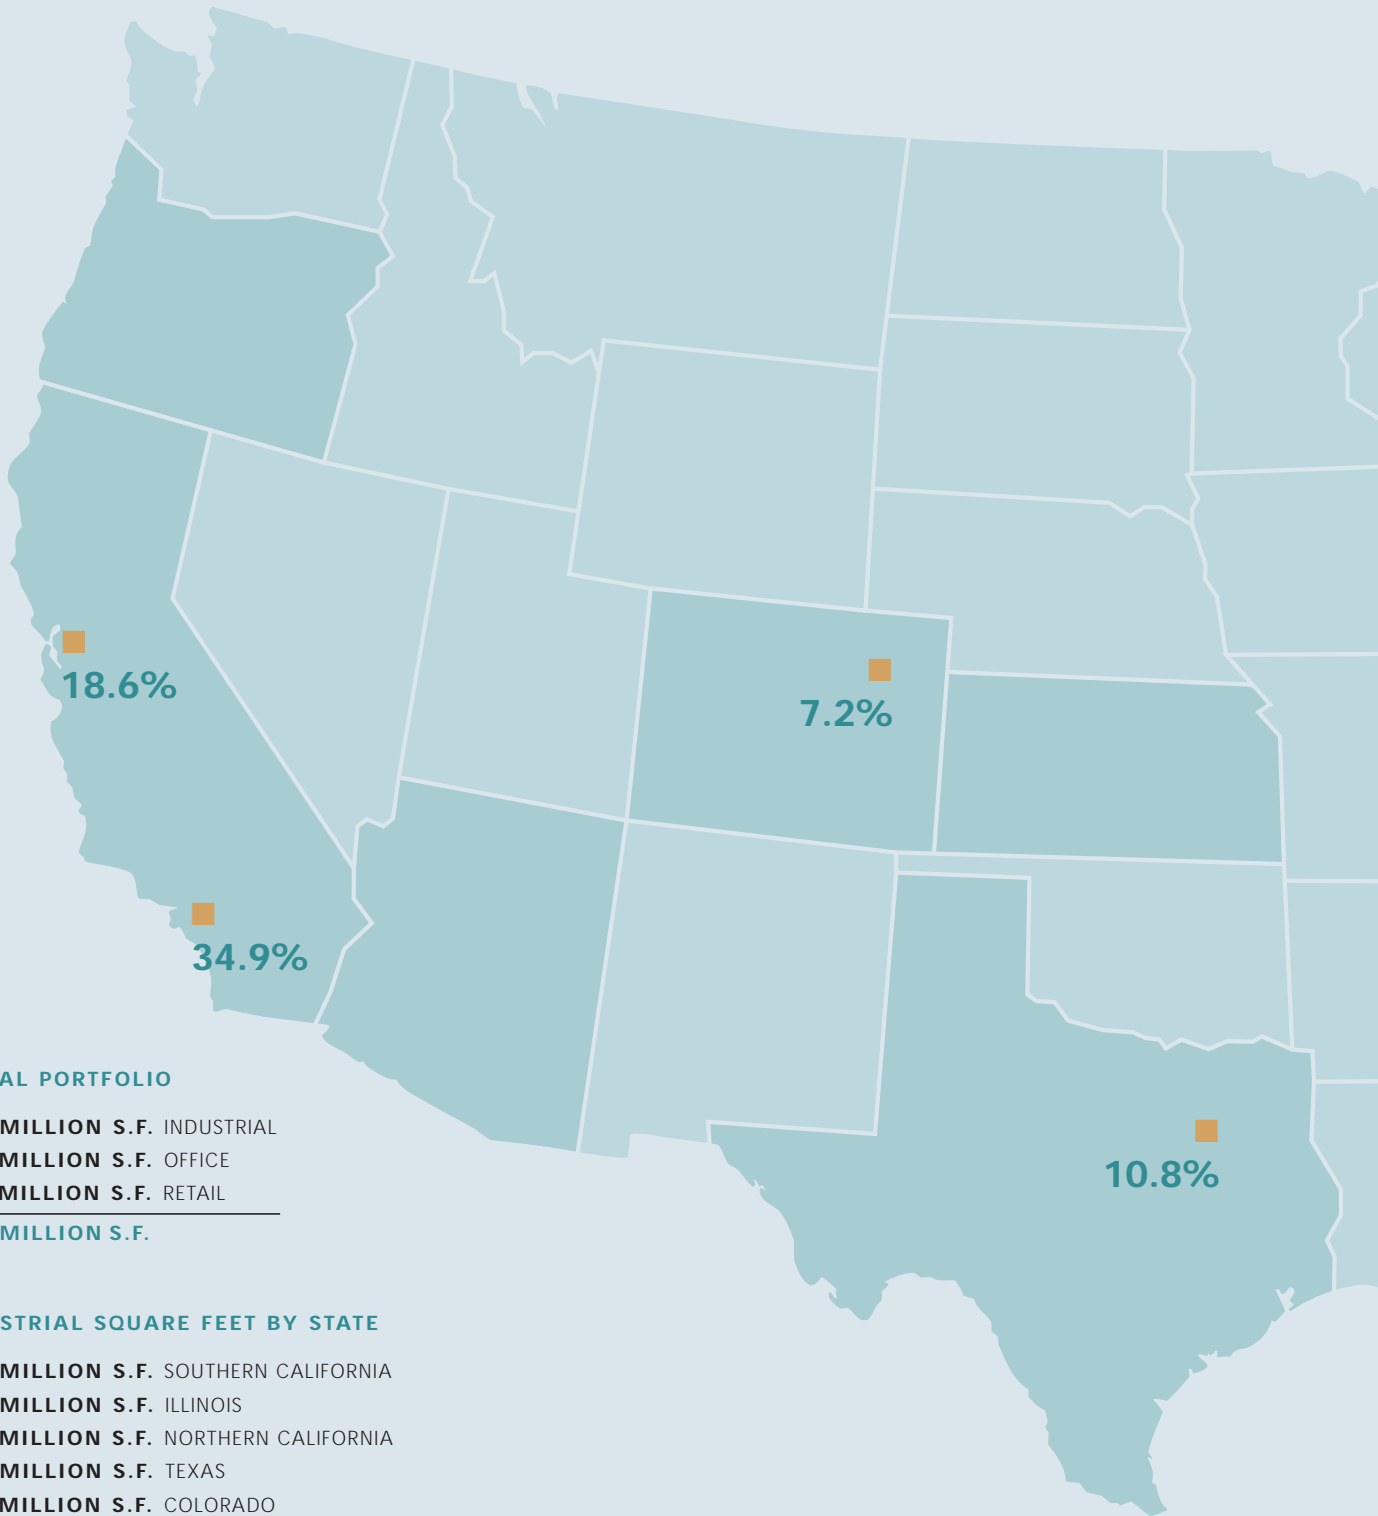 18.6%
7.2%
34.9%
10.8%
AL PORTFOLIO
MILLION S.F. INDUSTRIAL
MILLION S.F. OFFICE
MILLION S.F. RETAIL
MILLION S.F.
STRIAL SQUARE FEET BY STATE
MILLION S.F. SOUTHERN CALIFORNIA
MILLION S.F. ILLINOIS
MILLION S.F. NORTHERN CALIFORNIA
MILLION S.F. TEXAS
MILLION S.F. COLORADO